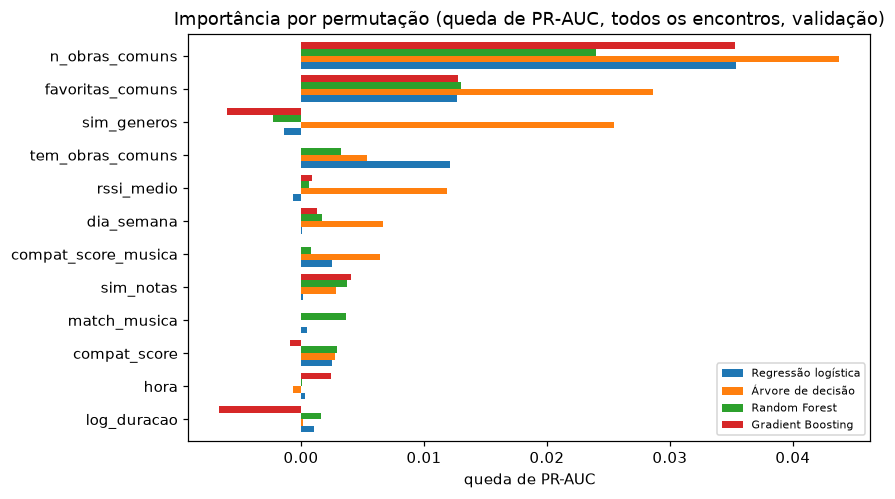 Importância por permutação (queda de PR-AUC, todos os encontros, validação)
n_obras_comuns
favoritas_comuns
sim_generos
tem_obras_comuns
rssi_medio
dia_semana
compat_score_musica
sim_notas
match_musica
compat_score
hora
log_duracao
Regressão logística
Árvore de decisão
Random Forest
Gradient Boosting
0.00 0.01 0.02 0.03 0.04
queda de PR-AUC